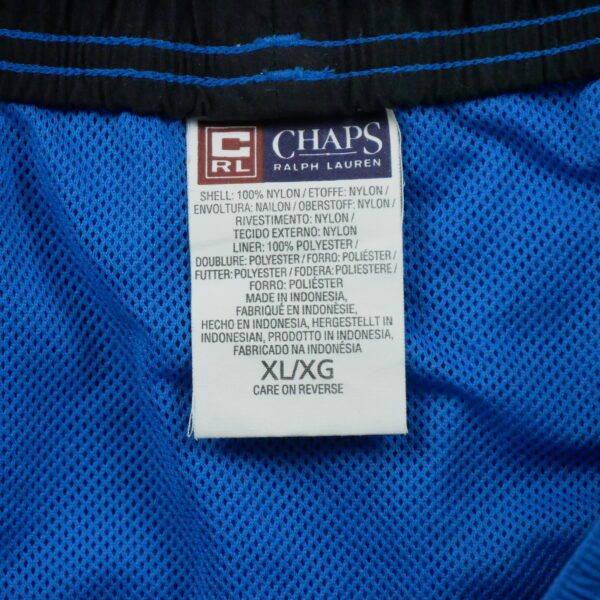 C
RL
CHAPS
RALPH LAUREN
SHELL: 100% NYLON / ETOFFE: NYLON /
ENVOLTURA: NAILON / OBERSTOFF: NYLON /
RIVESTIMENTO: NYLON /
TECIDO EXTERNO: NYLON
LINER: 100% POLYESTER /
DOUBLURE: POLYESTER / FORRO: POLIÉSTER /
FUTTER: POLYESTER / FODERA: POLIESTERE /
FORRO: POLIÉSTER
MADE IN INDONESIA,
FABRIQUÉ EN INDONÈSIE,
HECHO EN INDONESIA, HERGESTELLT IN
INDONESIAN, PRODOTTO IN INDONESIA,
FABRICADO NA INDONÉSIA
XL/XG
CARE ON REVERSE